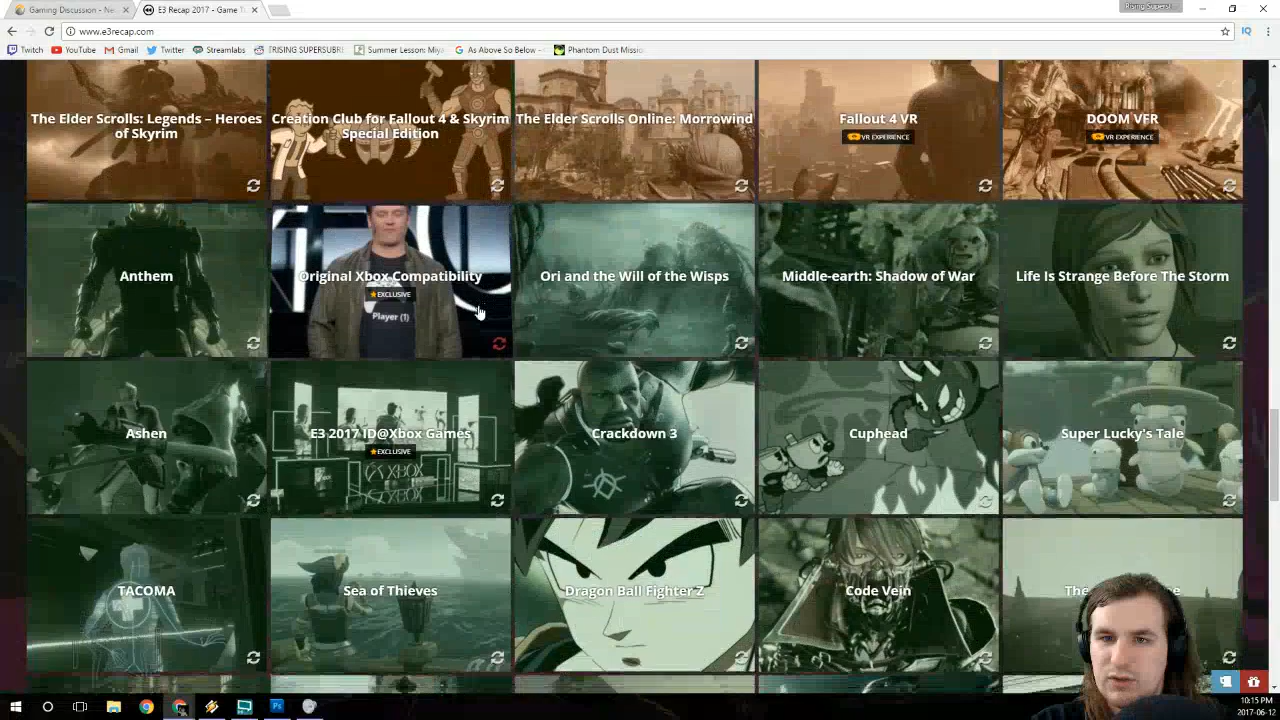 Gaming Discussion - Ne
E3 Recap 2017 - Game T
www.e3recap.com
Twitch
YouTube
Gmail
Twitter
Streamlabs
[RISING SUPERSUB
Summer Lesson: Miy
As Above So Below -
Phantom Dust Missio
The Elder Scrolls: Legends – Heroes
of Skyrim
Creation Club for Fallout 4 & Skyrim
Special Edition
The Elder Scrolls Online: Morrowind
Fallout 4 VR
VR EXPERIENCE
DOOM VFR
VR EXPERIENCE
Anthem
Original Xbox Compatibility
EXCLUSIVE
Player (1)
Ori and the Will of the Wisps
Middle-earth: Shadow of War
Life Is Strange Before The Storm
Ashen
E3 2017 ID@Xbox Games
EXCLUSIVE
XBOX
Crackdown 3
Cuphead
Super Lucky's Tale
TACOMA
Sea of Thieves
Dragon Ball Fighter Z
Code Vein
The
10:15 PM
2017-06-12